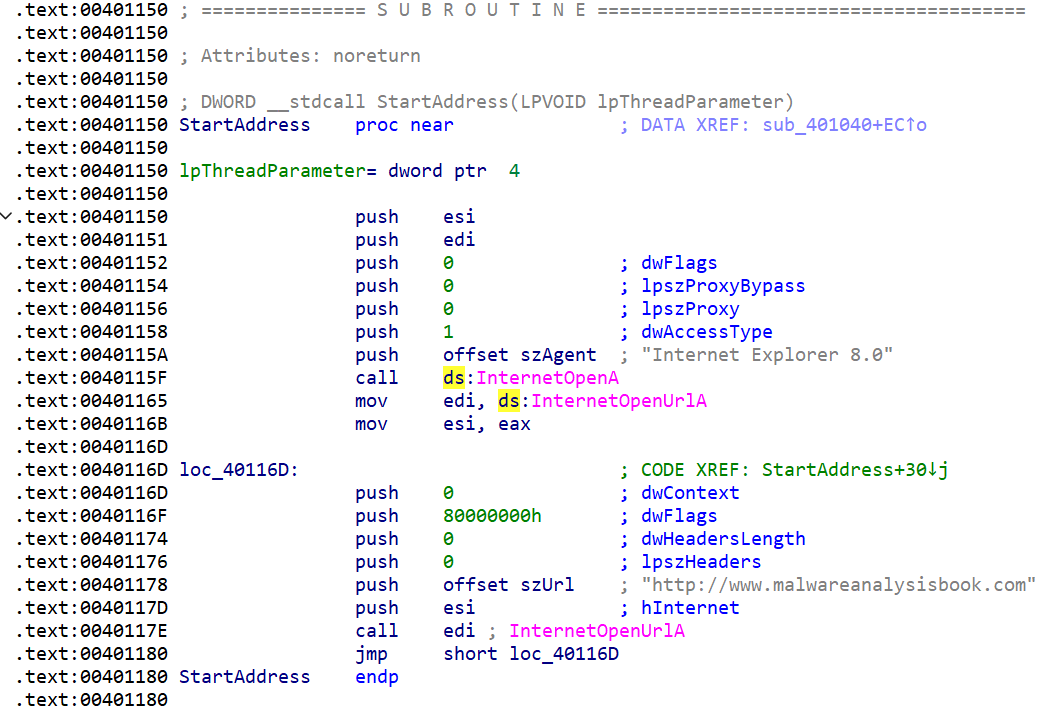 .text:00401150 ; =============== S U B R O U T I N E =======================================
.text:00401150
.text:00401150 ; Attributes: noreturn
.text:00401150
.text:00401150 ; DWORD __stdcall StartAddress(LPVOID lpThreadParameter)
.text:00401150 StartAddress    proc near               ; DATA XREF: sub_401040+EC↑o
.text:00401150
.text:00401150 lpThreadParameter= dword ptr  4
.text:00401150
.text:00401150                 push    esi
.text:00401151                 push    edi
.text:00401152                 push    0               ; dwFlags
.text:00401154                 push    0               ; lpszProxyBypass
.text:00401156                 push    0               ; lpszProxy
.text:00401158                 push    1               ; dwAccessType
.text:0040115A                 push    offset szAgent  ; "Internet Explorer 8.0"
.text:0040115F                 call    ds:InternetOpenA
.text:00401165                 mov     edi, ds:InternetOpenUrlA
.text:0040116B                 mov     esi, eax
.text:0040116D
.text:0040116D loc_40116D:                             ; CODE XREF: StartAddress+30↓j
.text:0040116D                 push    0               ; dwContext
.text:0040116F                 push    80000000h       ; dwFlags
.text:00401174                 push    0               ; dwHeadersLength
.text:00401176                 push    0               ; lpszHeaders
.text:00401178                 push    offset szUrl    ; "http://www.malwareanalysisbook.com"
.text:0040117D                 push    esi             ; hInternet
.text:0040117E                 call    edi ; InternetOpenUrlA
.text:00401180                 jmp     short loc_40116D
.text:00401180 StartAddress    endp
.text:00401180